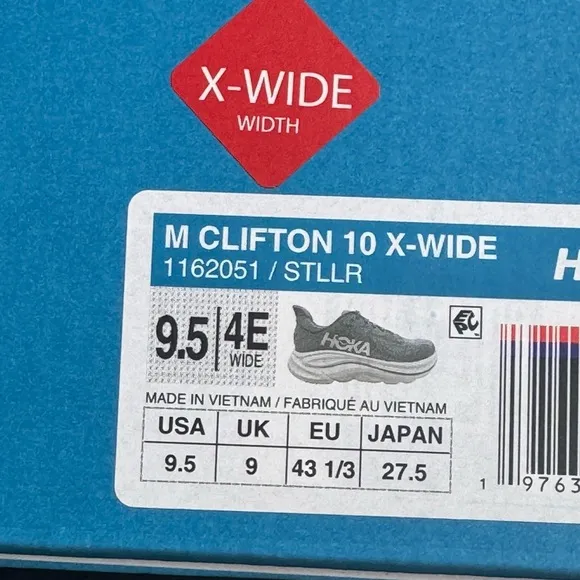 X-WIDE
WIDTH
M CLIFTON 10 X-WIDE
1162051 / STLLR
9.5 4E
WIDE
HOKA
MADE IN VIETNAM / FABRIQUÉ AU VIETNAM
USA UK EU JAPAN
9.5 9 43 1/3 27.5
1 9763